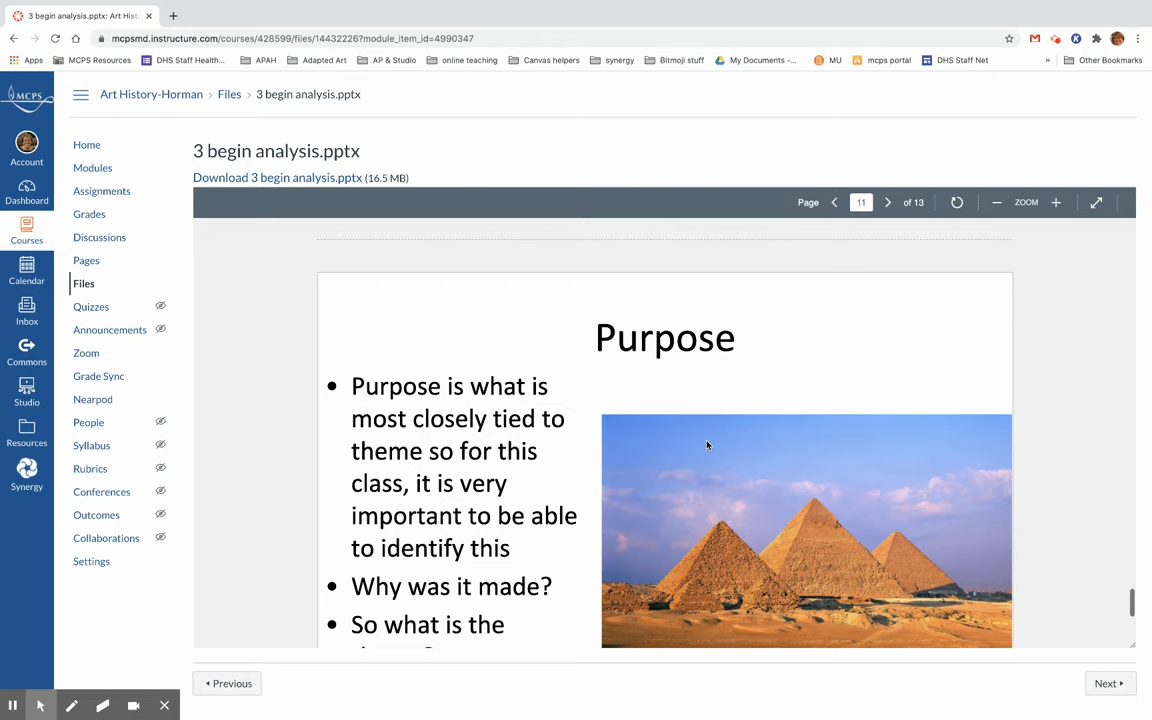 3 begin analysis.pptx: Art Hist
mcpsmd.instructure.com/courses/428599/files/14432226?module_item_id=4990347
Apps MCPS Resources DHS Staff Health... APAH Adapted Art AP & Studio online teaching Canvas helpers synergy Bitmoji stuff My Documents -... MU mcps portal DHS Staff Net » Other Bookmarks
MCPS
Account
Dashboard
Courses
Calendar
Inbox
Commons
Studio
Resources
Synergy
Art History-Horman › Files › 3 begin analysis.pptx
Home
Modules
Assignments
Grades
Discussions
Pages
Files
Quizzes
Announcements
Zoom
Grade Sync
Nearpod
People
Syllabus
Rubrics
Conferences
Outcomes
Collaborations
Settings
3 begin analysis.pptx
Download 3 begin analysis.pptx (16.5 MB)
Page 11 of 13 ZOOM
Purpose
• Purpose is what is
most closely tied to
theme so for this
class, it is very
important to be able
to identify this
• Why was it made?
• So what is the
Previous
Next